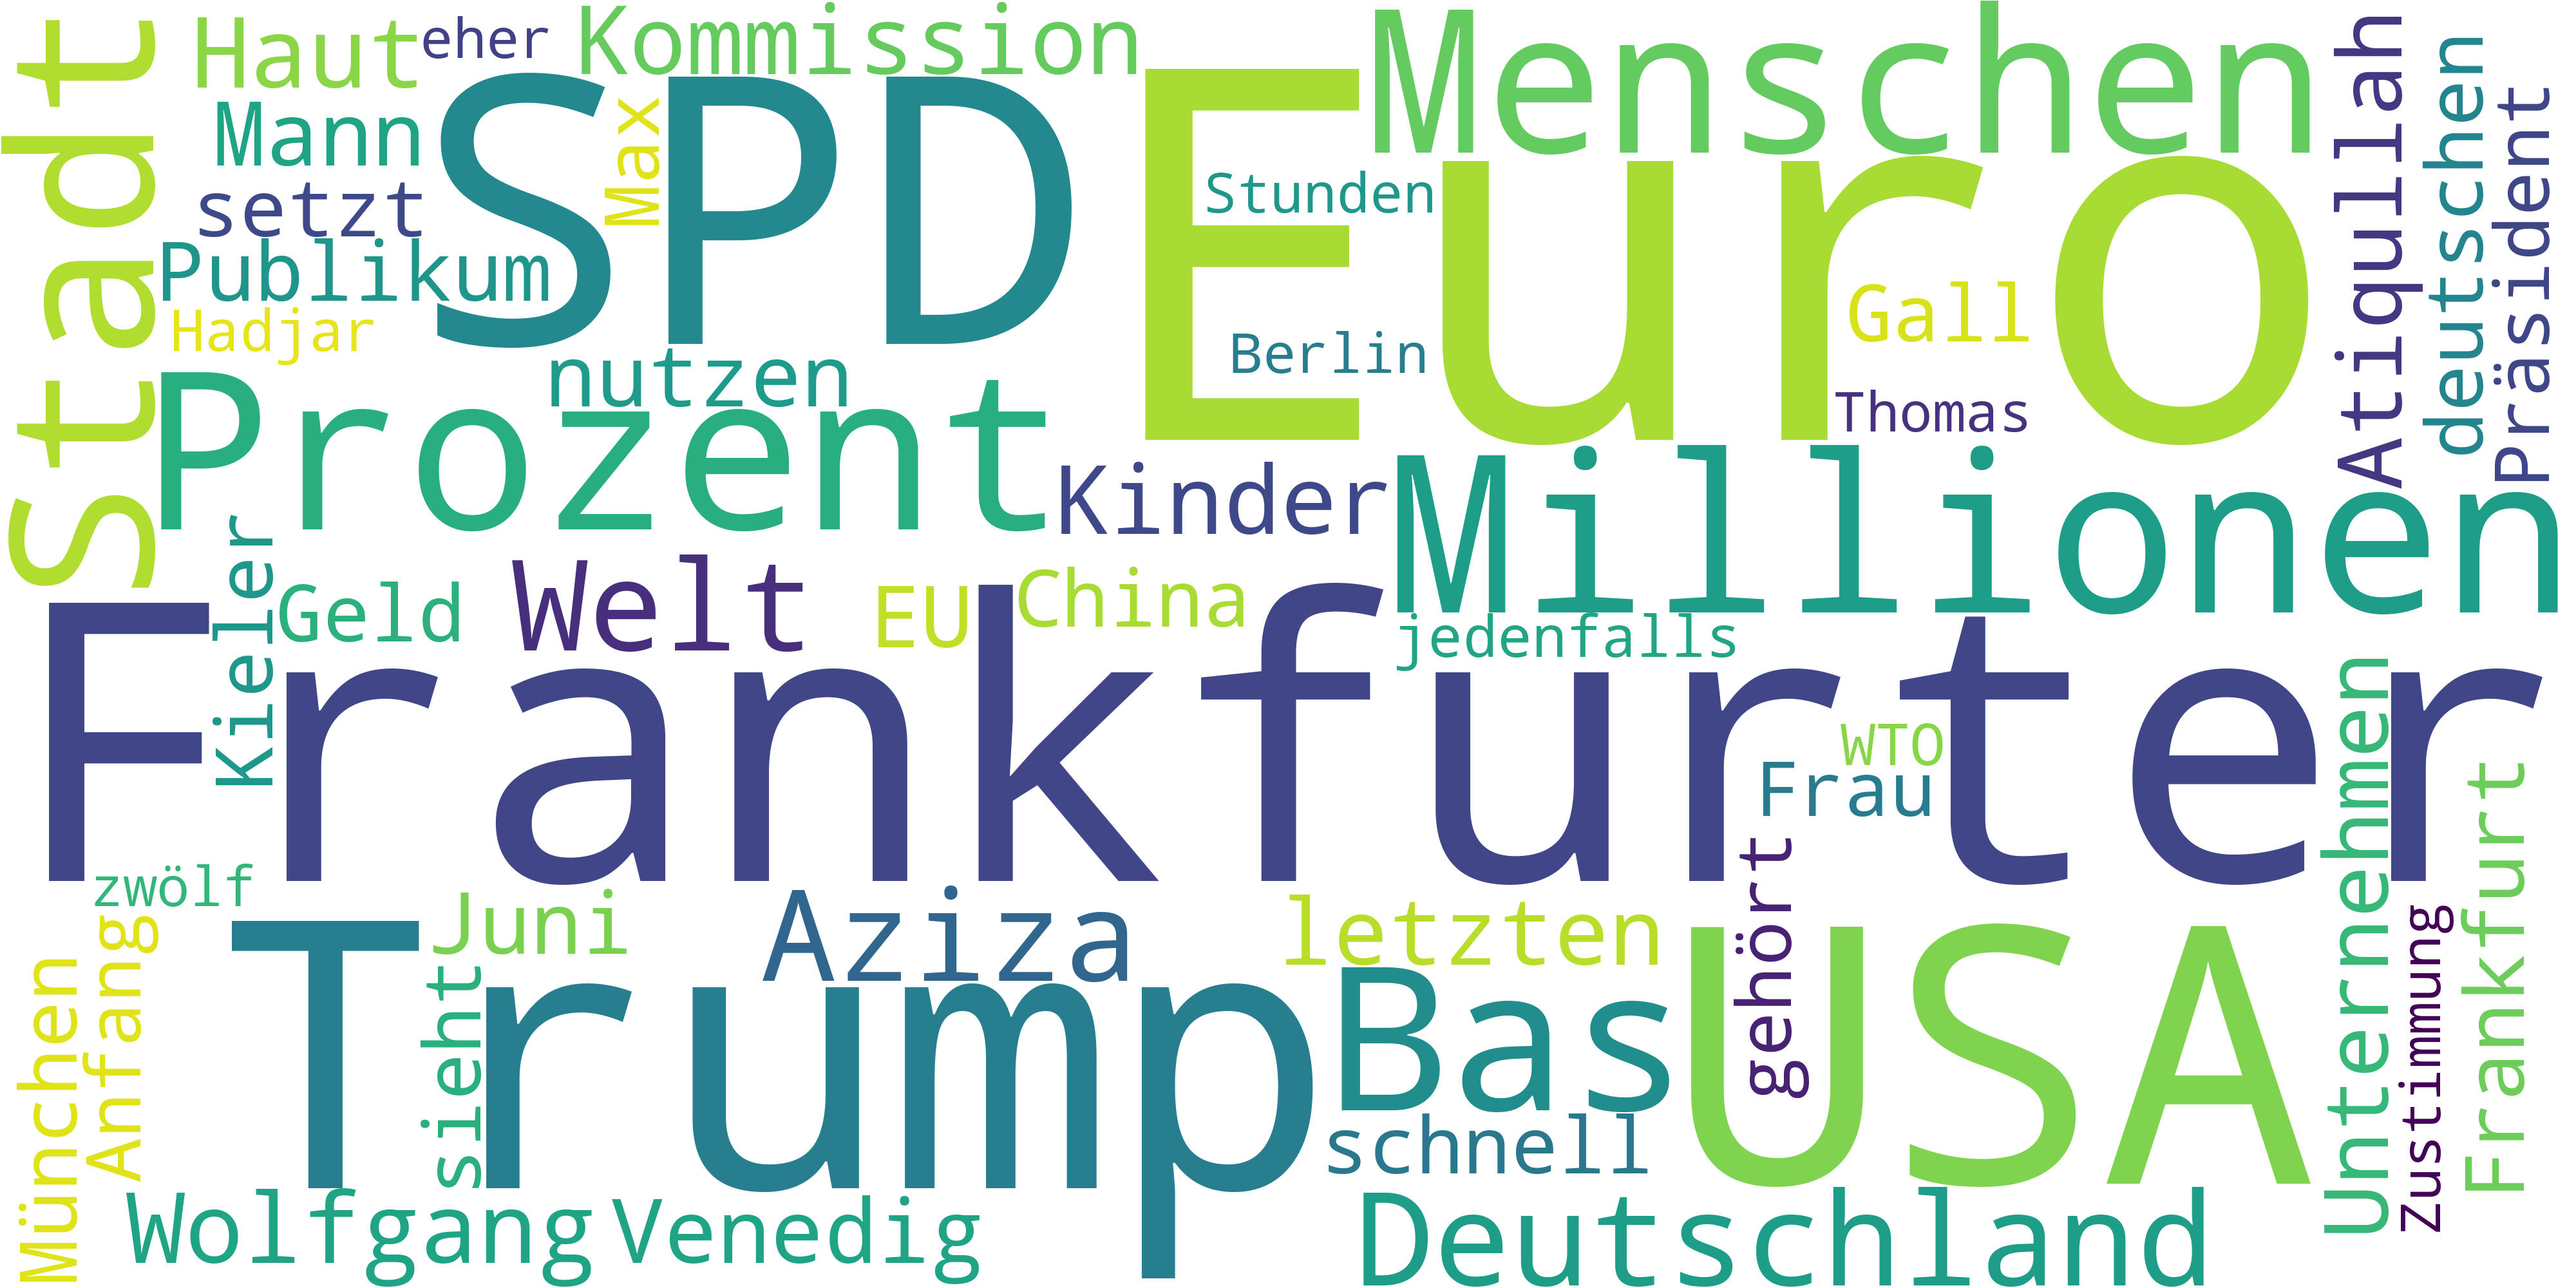 Stadt
Haut
eher
Kommission
Menschen
Mann
SPD
Max
Euro
setzt
Stunden
Publikum
Hadjar
Berlin
Gall
Thomas
Atiqullah
deutschen
Präsident
nutzen
Prozent
Kinder
Millionen
Kieler
Geld
Welt
EU
China
jedenfalls
Frankfurter
WTO
Frau
gehört
Unternehmen
Frankfurt
Zustimmung
zwölf
Anfang
München
Juni
sieht
Aziza
letzten
Trump
Bas
USA
schnell
Wolfgang
Venedig
Deutschland